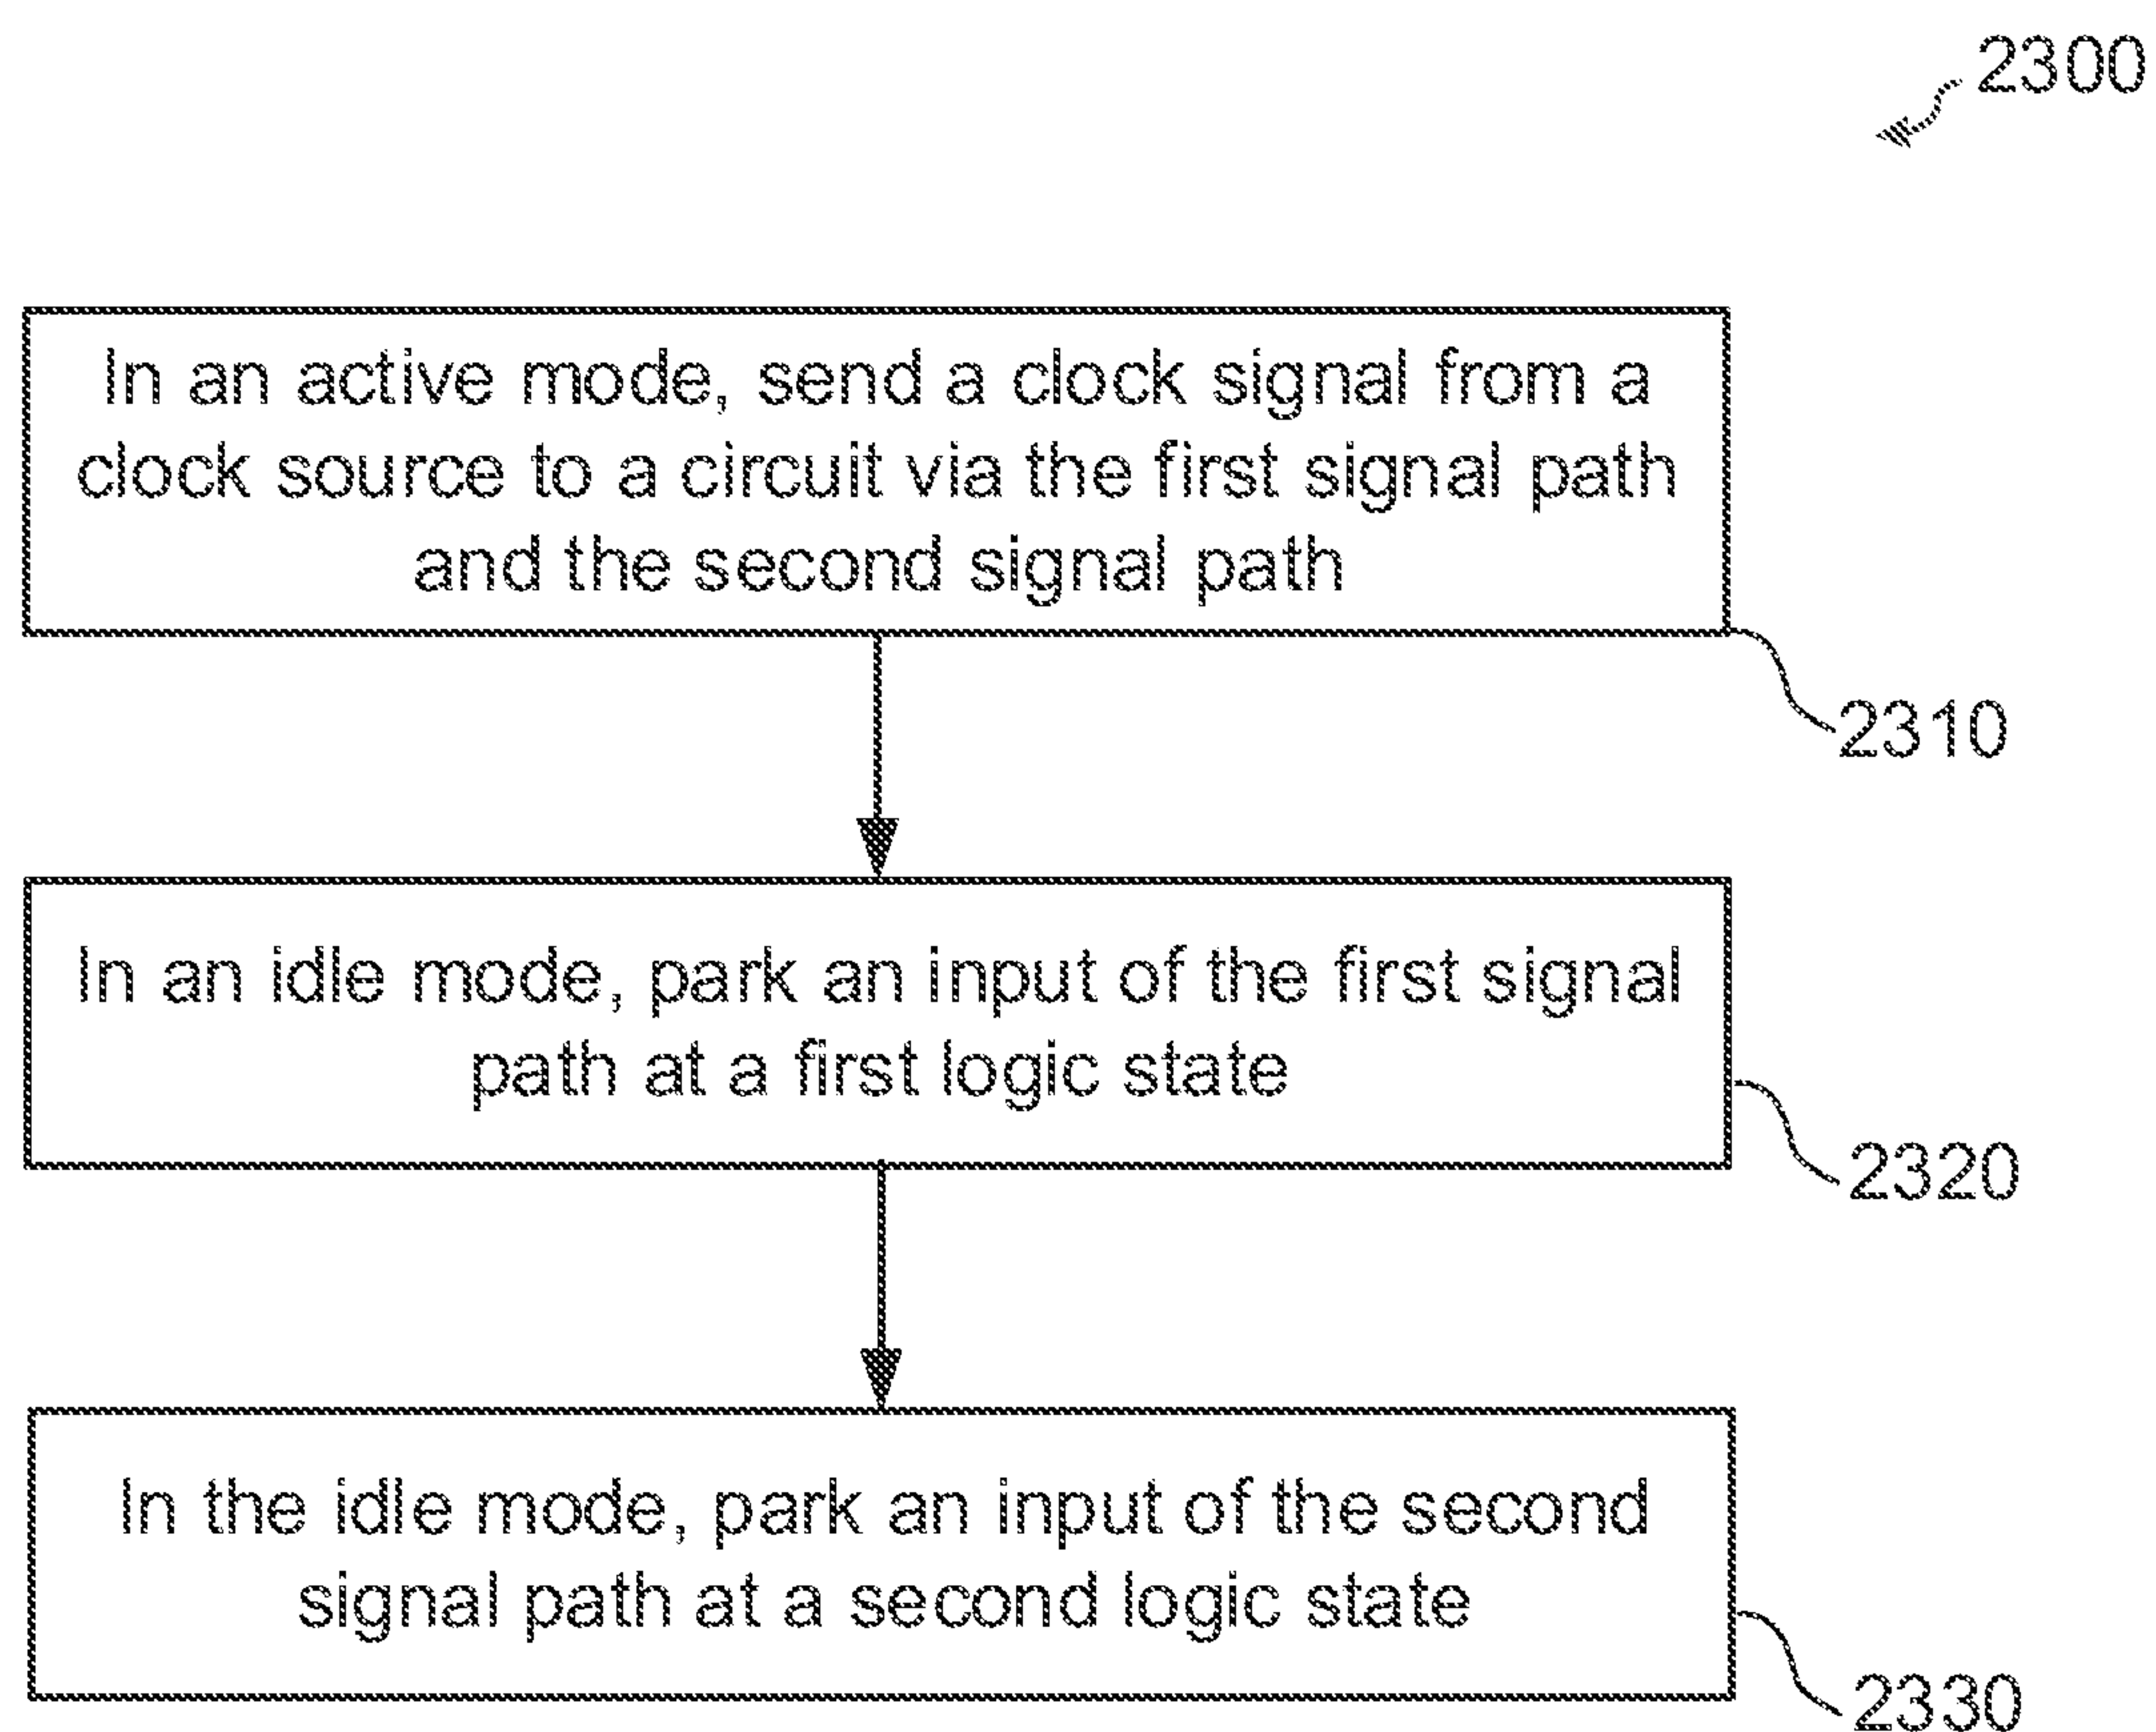 2300
In an active mode, send a clock signal from a
clock source to a circuit via the first signal path
and the second signal path
2310
In an idle mode, park an input of the first signal
path at a first logic state
2320
In the idle mode, park an input of the second
signal path at a second logic state
2330